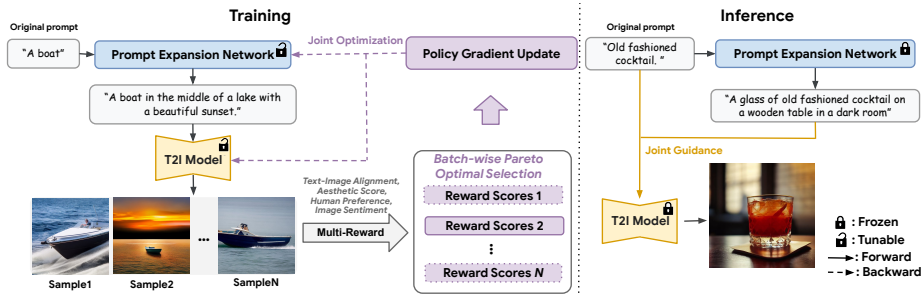 Training
Original prompt
"A boat"
Prompt Expansion Network
Joint Optimization
Policy Gradient Update
"A boat in the middle of a lake with
a beautiful sunset."
T2I Model
Text-Image Alignment,
Aesthetic Score,
Human Preference,
Image Sentiment
Multi-Reward
Batch-wise Pareto
Optimal Selection
Reward Scores 1
Reward Scores 2
Reward Scores N
Sample1
Sample2
...
SampleN
Inference
Original prompt
"Old fashioned
cocktail. "
Prompt Expansion Network
"A glass of old fashioned cocktail on
a wooden table in a dark room"
Joint Guidance
T2I Model
: Frozen
: Tunable
: Forward
: Backward